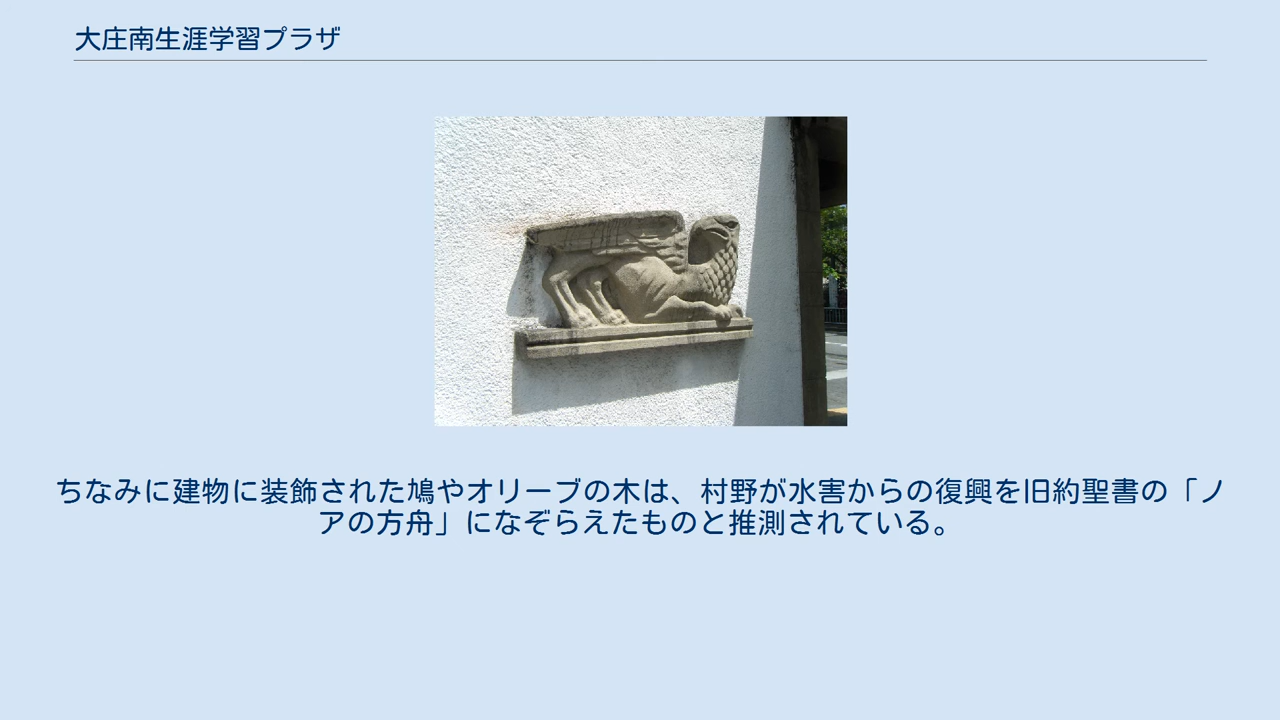 大庄南生涯学習プラザ
ちなみに建物に装飾された鳩やオリーブの木は、村野が水害からの復興を旧約聖書の「ノ
アの方舟」になぞらえたものと推測されている。